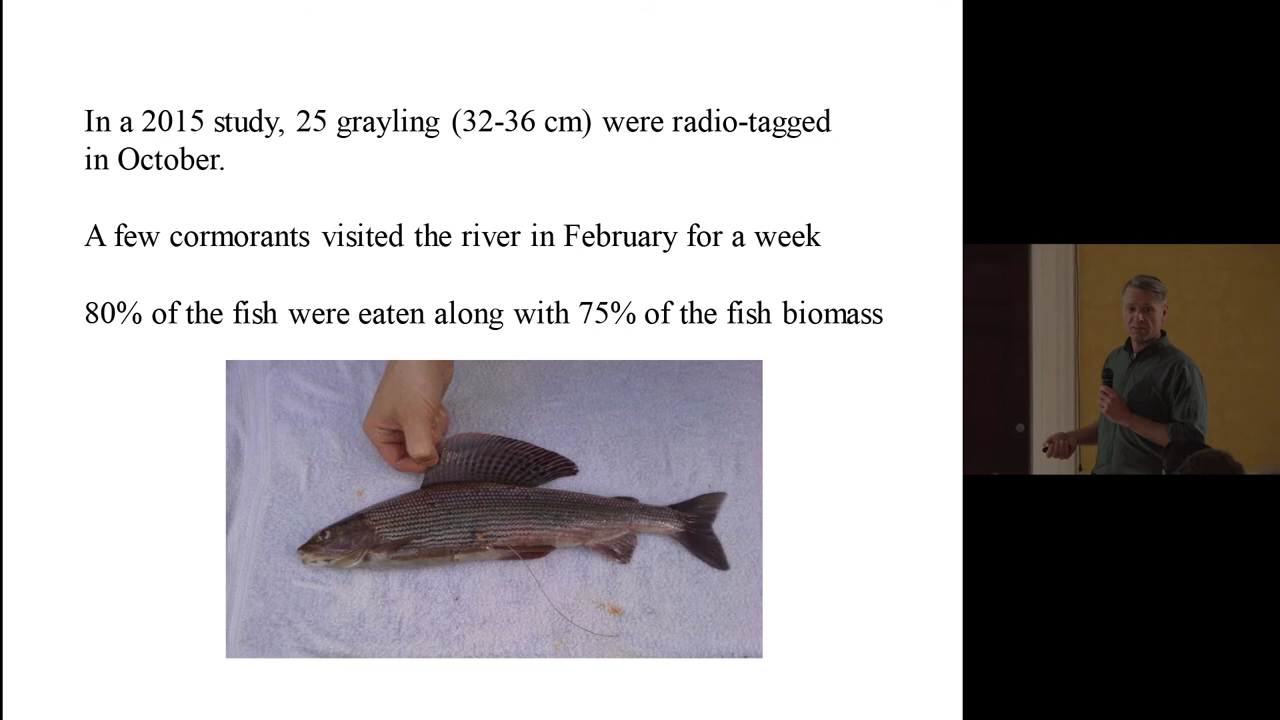 In a 2015 study, 25 grayling (32-36 cm) were radio-tagged
in October.
A few cormorants visited the river in February for a week
80% of the fish were eaten along with 75% of the fish biomass